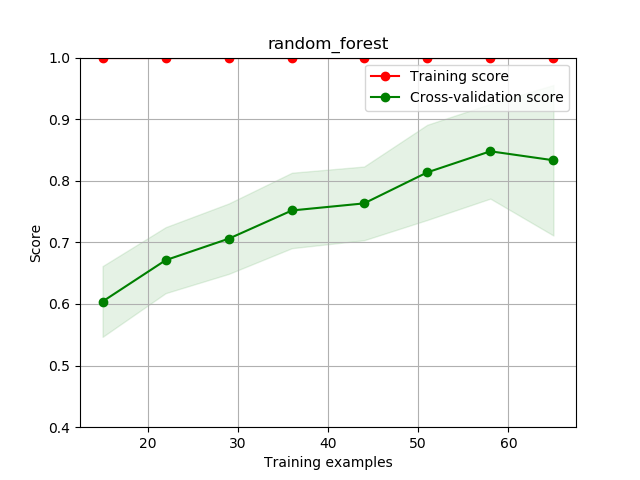 random_forest
1.0
0.9
0.8
0.7
0.6
0.5
0.4
Score
Training score
Cross-validation score
20 30 40 50 60
Training examples